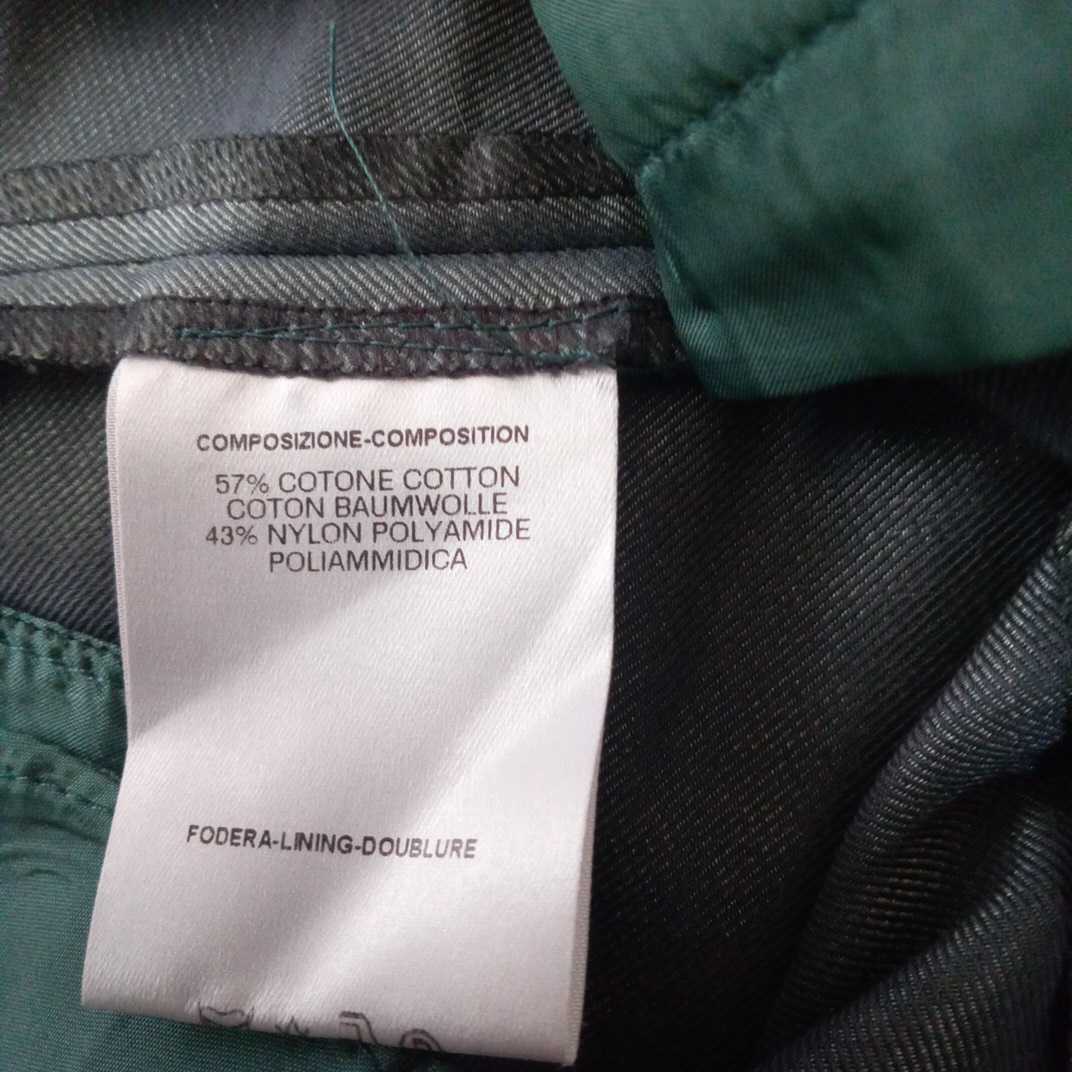 COMPOSIZIONE-COMPOSITION
57% COTONE COTTON
COTON BAUMWOLLE
43% NYLON POLYAMIDE
POLIAMMIDICA
FODERA-LINING-DOUBLURE